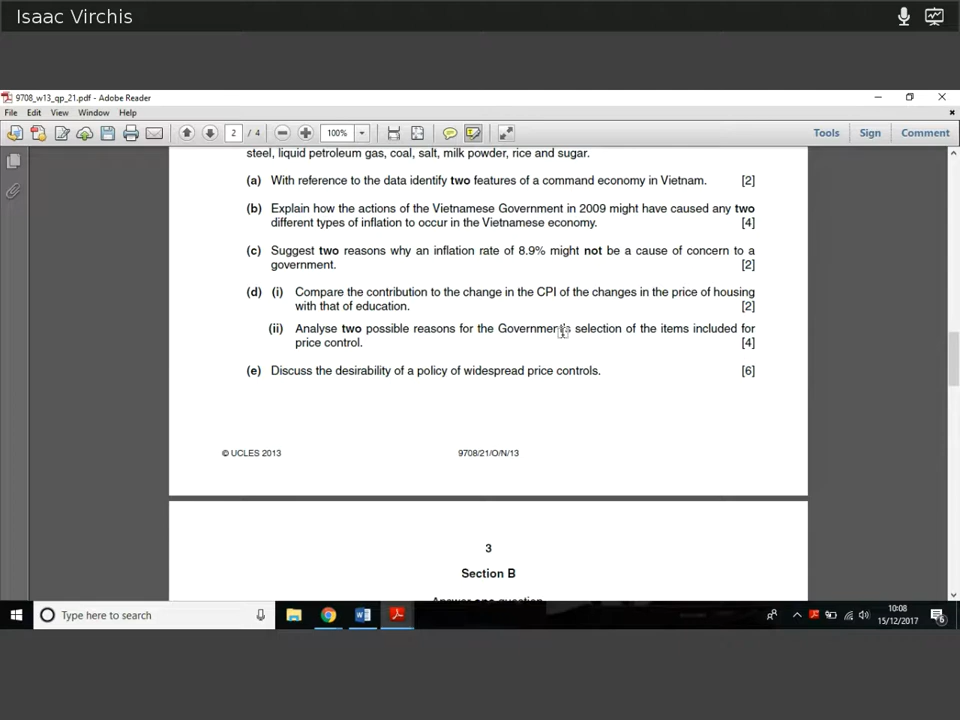 Isaac Virchis
9708_w13_qp_21.pdf - Adobe Reader
File Edit View Window Help
2 / 4 100% Tools Sign Comment
steel, liquid petroleum gas, coal, salt, milk powder, rice and sugar.
(a) With reference to the data identify two features of a command economy in Vietnam. [2]
(b) Explain how the actions of the Vietnamese Government in 2009 might have caused any two
different types of inflation to occur in the Vietnamese economy. [4]
(c) Suggest two reasons why an inflation rate of 8.9% might not be a cause of concern to a
government. [2]
(d) (i) Compare the contribution to the change in the CPI of the changes in the price of housing
with that of education. [2]
(ii) Analyse two possible reasons for the Government's selection of the items included for
price control. [4]
(e) Discuss the desirability of a policy of widespread price controls. [6]
© UCLES 2013 9708/21/O/N/13
3
Section B
Answer one question
Type here to search
10:08
15/12/2017
6